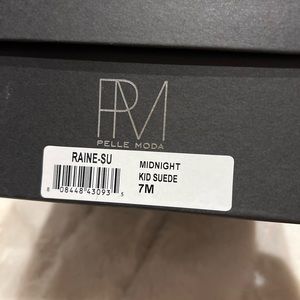 PM
PELLE MODA
RAINE-SU
MIDNIGHT
KID SUEDE
7M
8 08448 43093 5